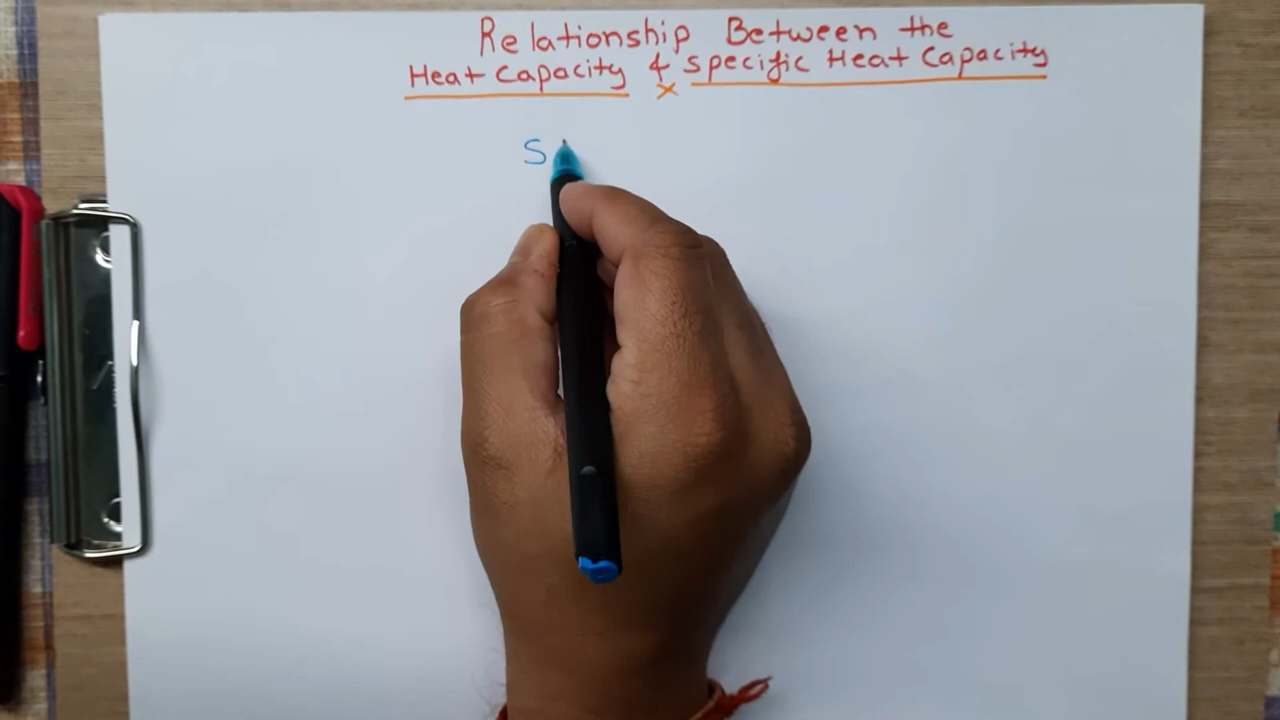 Relationship Between the
Heat Capacity & specific Heat Capacity
x
S